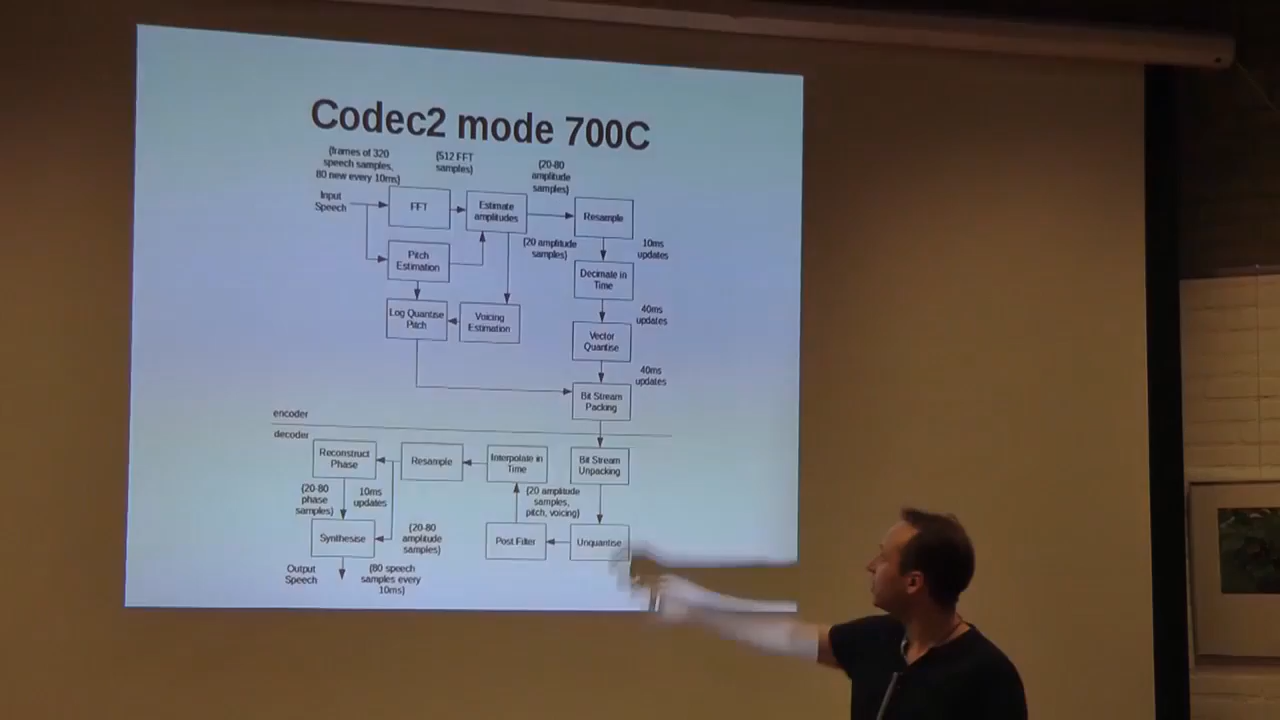 Codec2 mode 700C
(frames of 320
speech samples,
80 new every 10ms)
(512 FFT
samples)
(20-80
amplitude
samples)
Input
Speech
FFT
Estimate
amplitudes
Resample
(20 amplitude
samples)
10ms
updates
Pitch
Estimation
Decimate in
Time
Log Quantise
Pitch
Voicing
Estimation
40ms
updates
Vector
Quantise
40ms
updates
Bit Stream
Packing
encoder
decoder
Reconstruct
Phase
Resample
Interpolate in
Time
Bit Stream
Unpacking
(20-80
phase
samples)
10ms
updates
(20 amplitude
samples,
pitch, voicing)
Synthesise
(20-80
amplitude
samples)
Post Filter
Unquantise
Output
Speech
(80 speech
samples every
10ms)